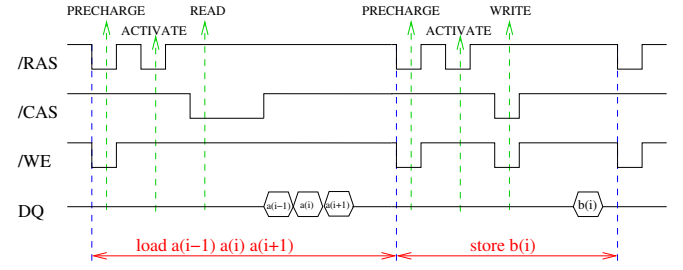 PRECHARGE READ PRECHARGE WRITE
ACTIVATE ACTIVATE
/RAS
/CAS
/WE
DQ a(i−1) a(i) a(i+1) b(i)
load a(i−1) a(i) a(i+1) store b(i)